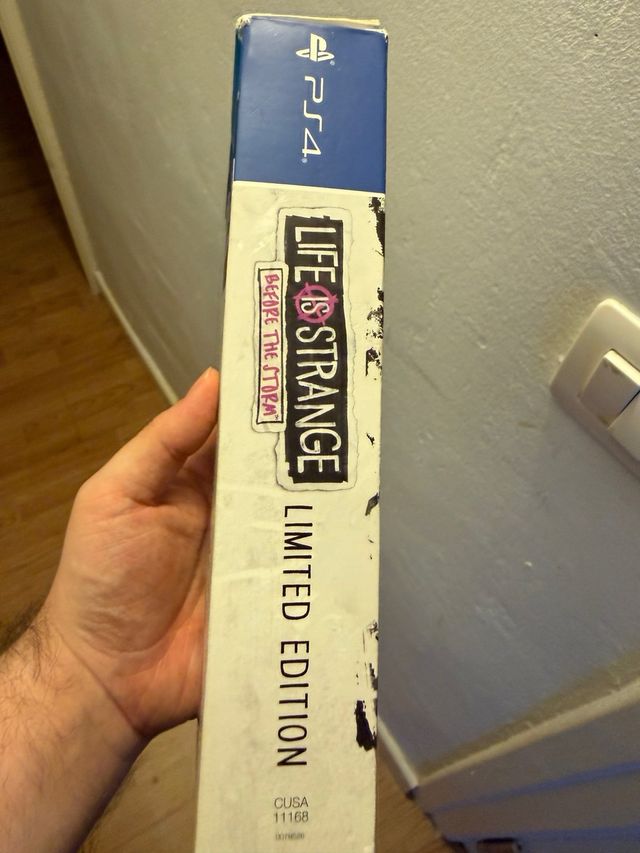 PS4
LIFE IS STRANGE
BEFORE THE STORM
LIMITED EDITION
CUSA
11168